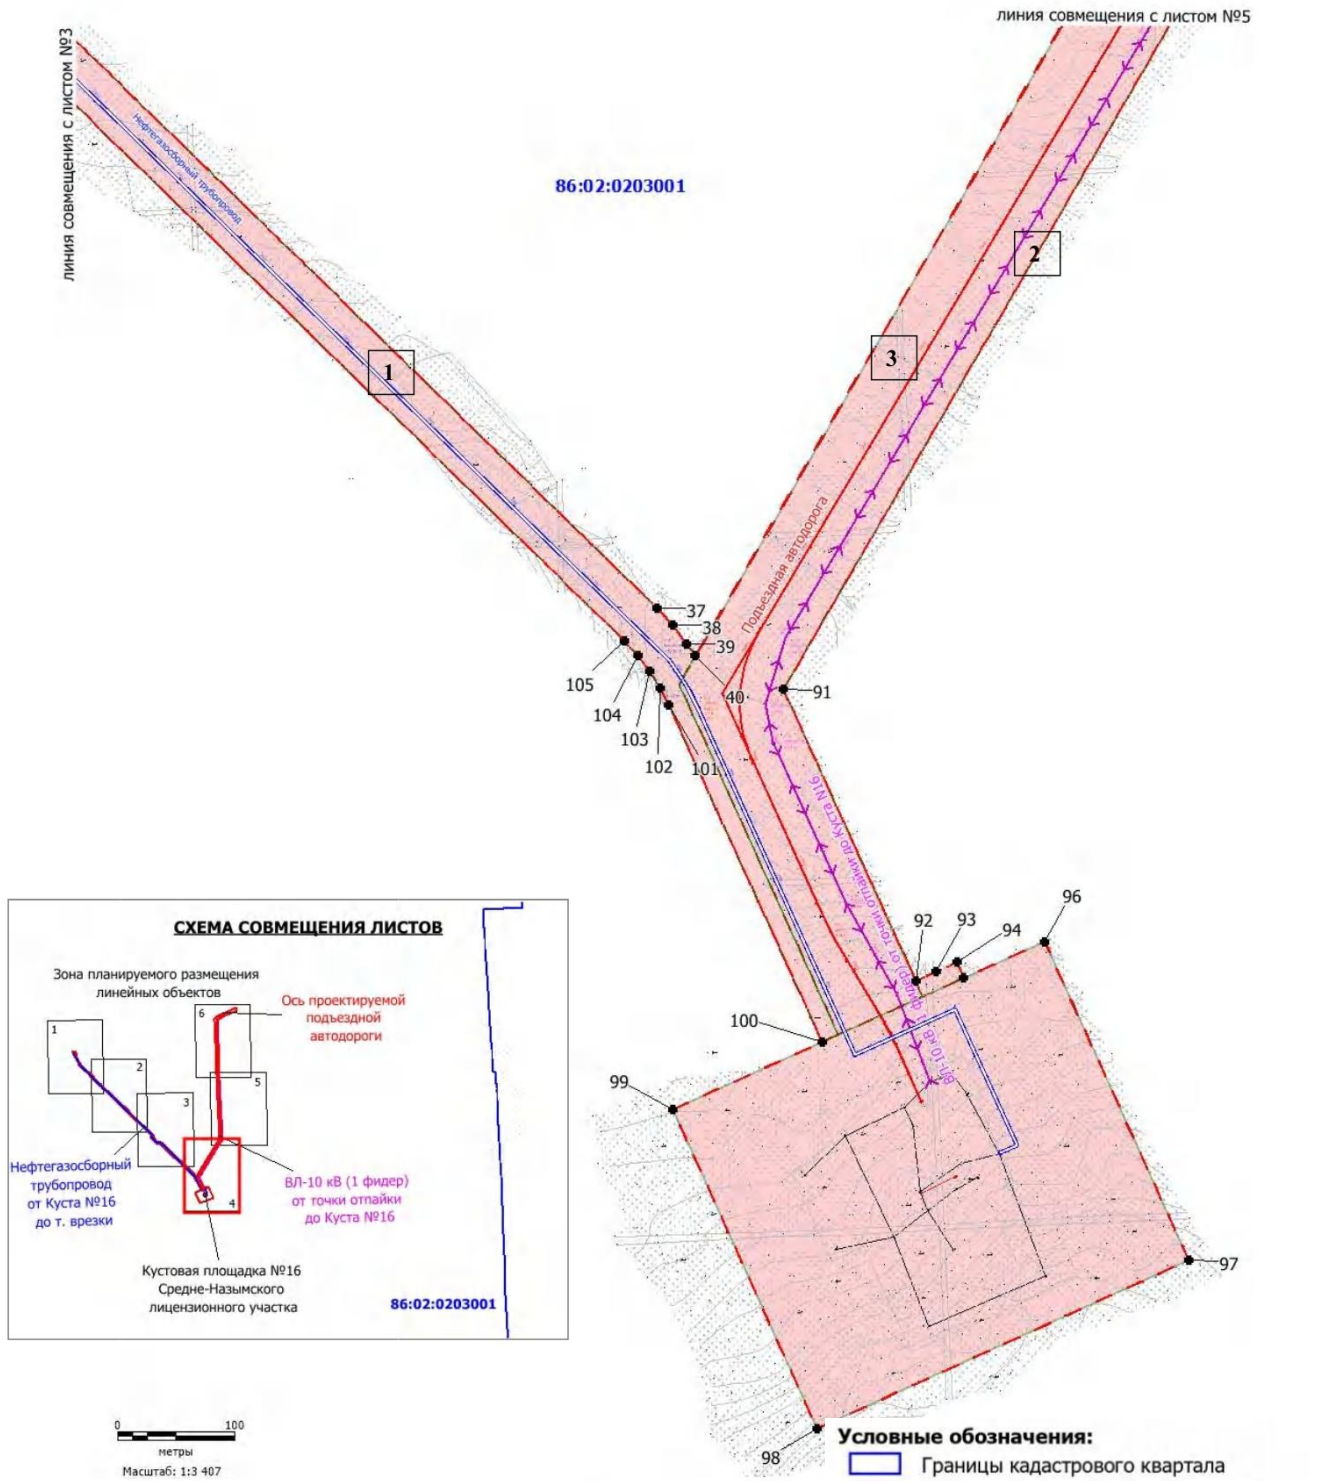 линия совмещения с листом №5
линия совмещения с листом №3
Нефтегазосборный трубопровод
86:02:0203001
2
3
1
Подъездная автодорога
37
38
39
40
105
104
103
102
101
91
ВЛ-10 кВ (1 фидер) от точки отпайки до Куста N16
92
93
94
96
100
99
97
98
СХЕМА СОВМЕЩЕНИЯ ЛИСТОВ
Зона планируемого размещения
линейных объектов
Ось проектируемой
подъездной
автодороги
1
2
3
4
5
6
Нефтегазосборный
трубопровод
от Куста №16
до т. врезки
ВЛ-10 кВ (1 фидер)
от точки отпайки
до Куста №16
Кустовая площадка №16
Средне-Назымского
лицензионного участка
86:02:0203001
0 100
метры
Масштаб: 1:3 407
Условные обозначения:
Границы кадастрового квартала